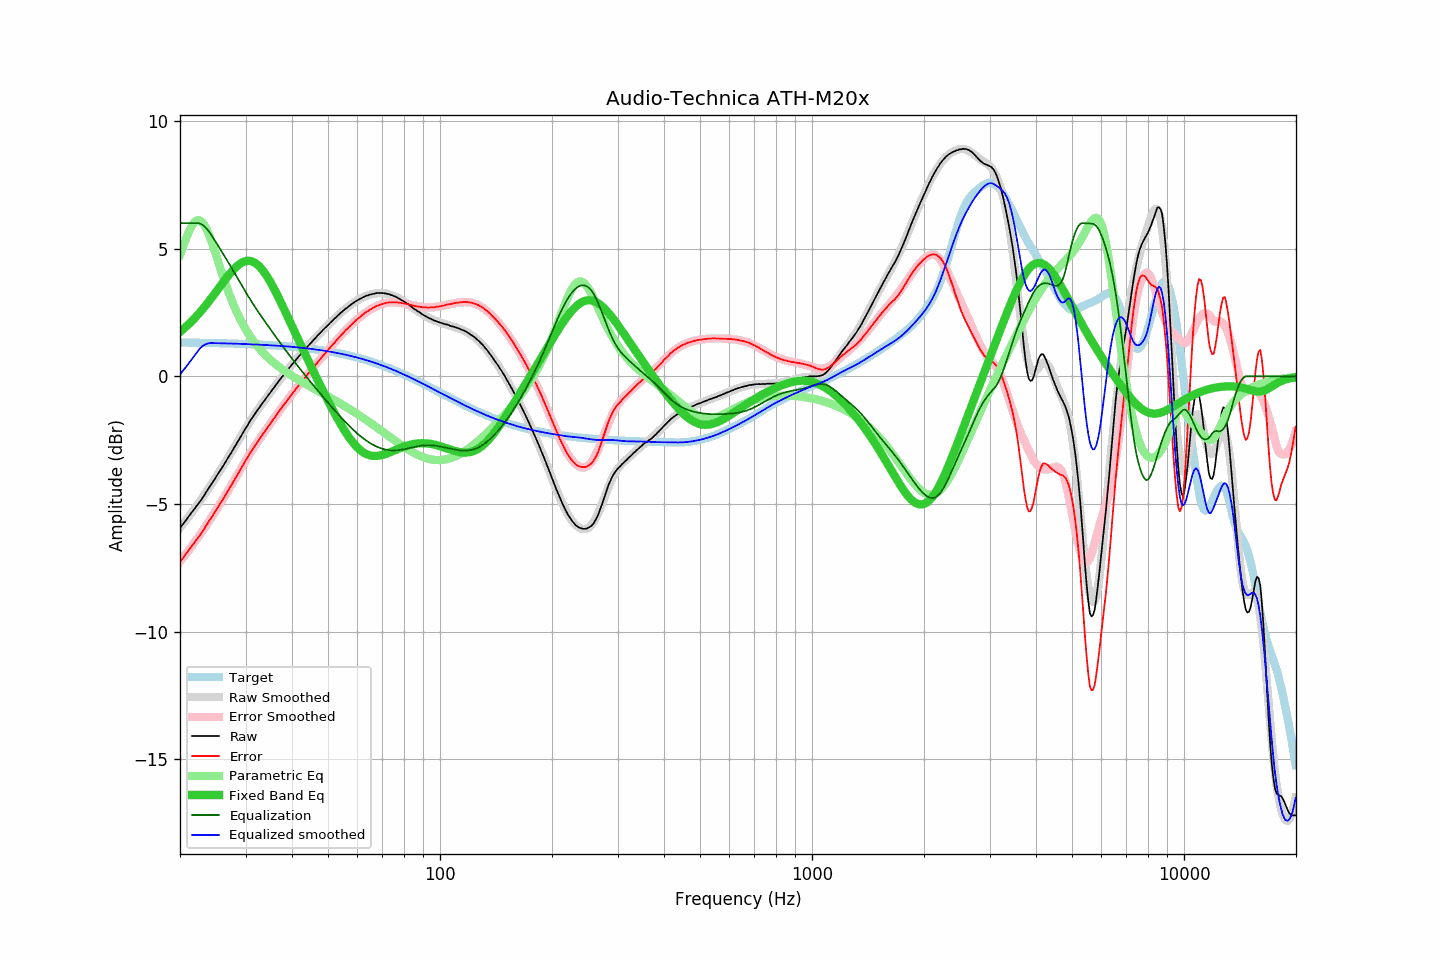 Audio-Technica ATH-M20x
10
5
0
−5
−10
−15
Amplitude (dBr)
Target
Raw Smoothed
Error Smoothed
Raw
Error
Parametric Eq
Fixed Band Eq
Equalization
Equalized smoothed
100 1000 10000
Frequency (Hz)